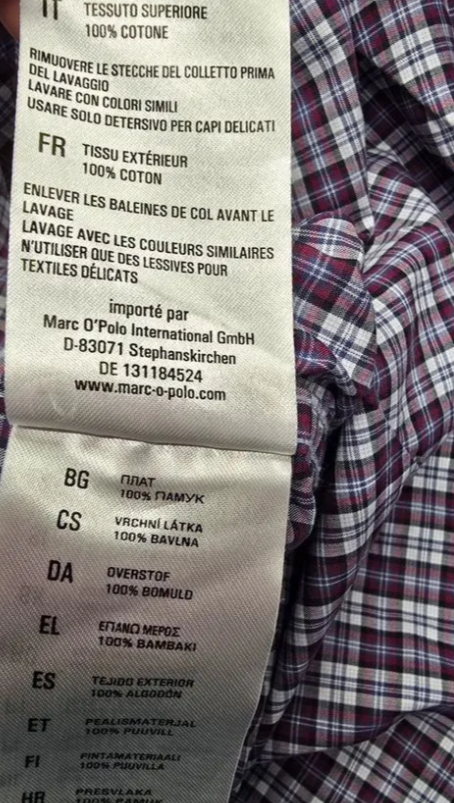 IT TESSUTO SUPERIORE
100% COTONE
RIMUOVERE LE STECCHE DEL COLLETTO PRIMA
DEL LAVAGGIO
LAVARE CON COLORI SIMILI
USARE SOLO DETERSIVO PER CAPI DELICATI
FR TISSU EXTÉRIEUR
100% COTON
ENLEVER LES BALEINES DE COL AVANT LE
LAVAGE
LAVAGE AVEC LES COULEURS SIMILAIRES
N'UTILISER QUE DES LESSIVES POUR
TEXTILES DÉLICATS
importé par
Marc O'Polo International GmbH
D-83071 Stephanskirchen
DE 131184524
www.marc-o-polo.com
BG ПЛАТ
100% ПАМУК
CS VRCHNÍ LÁTKA
100% BAVLNA
DA OVERSTOF
100% BOMULD
EL ΕΠΑΝΩ ΜΕΡΟΣ
100% ΒΑΜΒΑΚΙ
ES TEJIDO EXTERIOR
100% ALGODÓN
ET PEALISMATERJAL
100% PUUVILL
FI PINTAMATERIAALI
100% PUUVILLA
HR PRESVLAKA
100% PAMUK